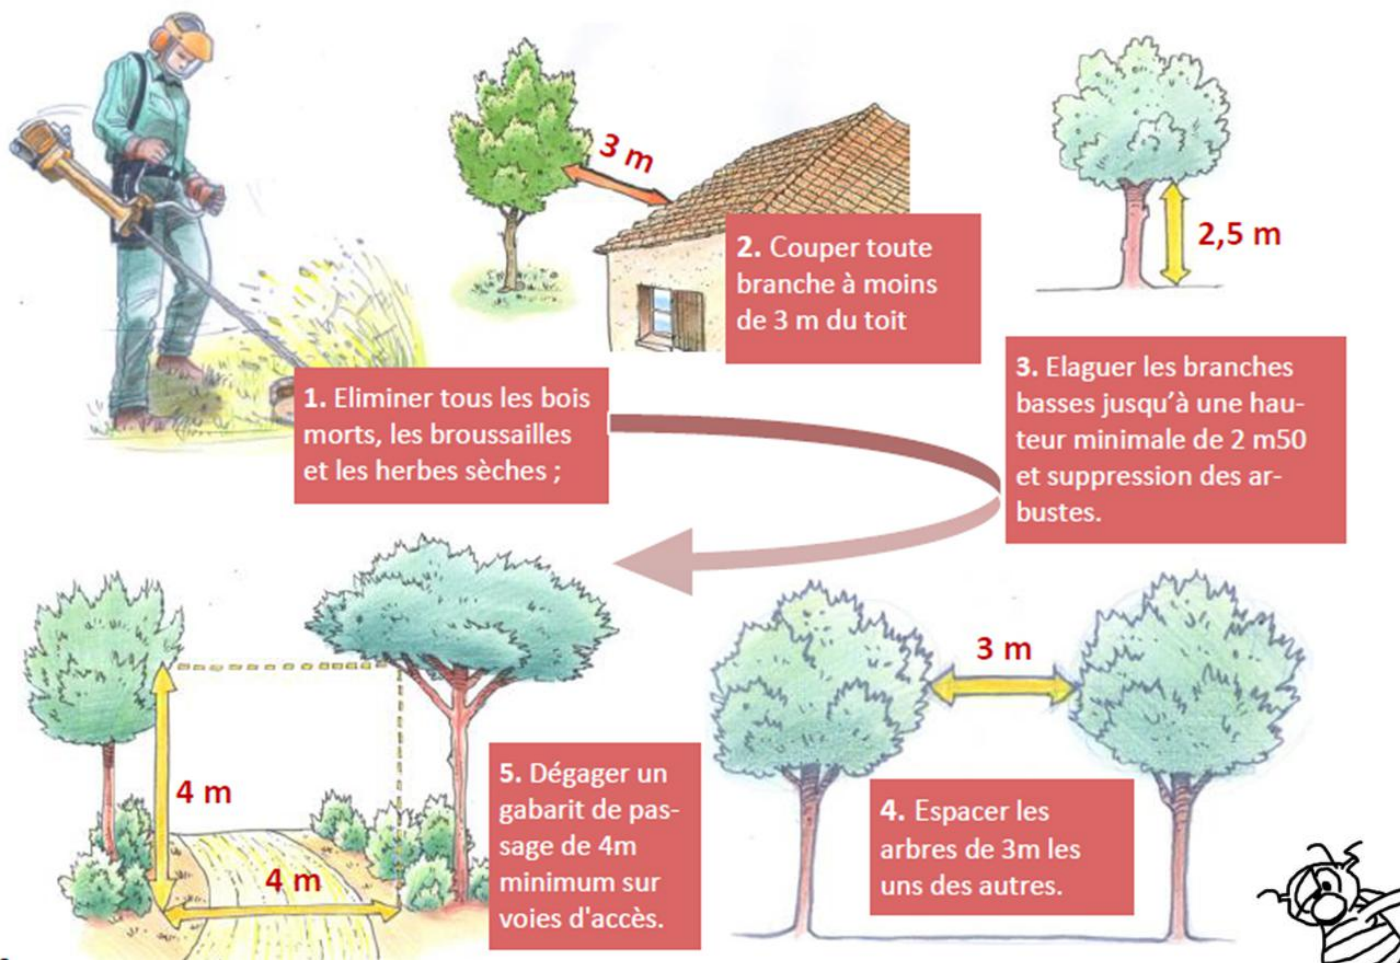 3 m
2. Couper toute
branche à moins
de 3 m du toit
2,5 m
1. Eliminer tous les bois
morts, les broussailles
et les herbes sèches ;
3. Elaguer les branches
basses jusqu'à une hau-
teur minimale de 2 m50
et suppression des ar-
bustes.
3 m
4. Espacer les
arbres de 3m les
uns des autres.
4 m
4 m
5. Dégager un
gabarit de pas-
sage de 4m
minimum sur
voies d'accès.